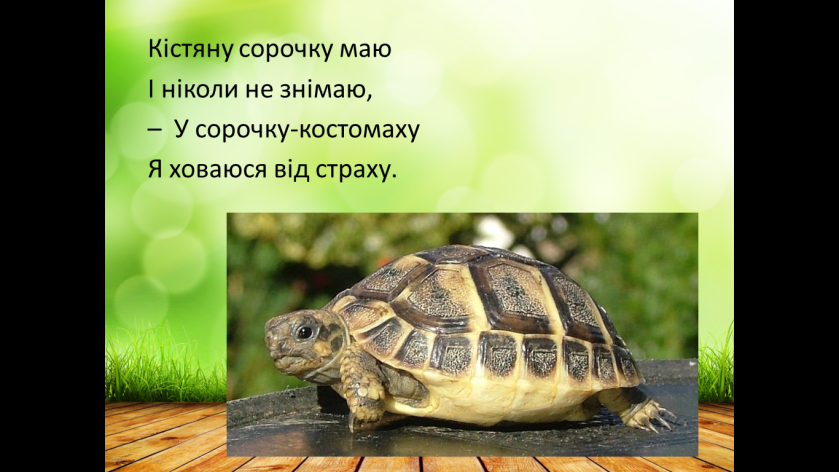 Кістяну сорочку маю
І ніколи не знімаю,
– У сорочку-костомаху
Я ховаюся від страху.